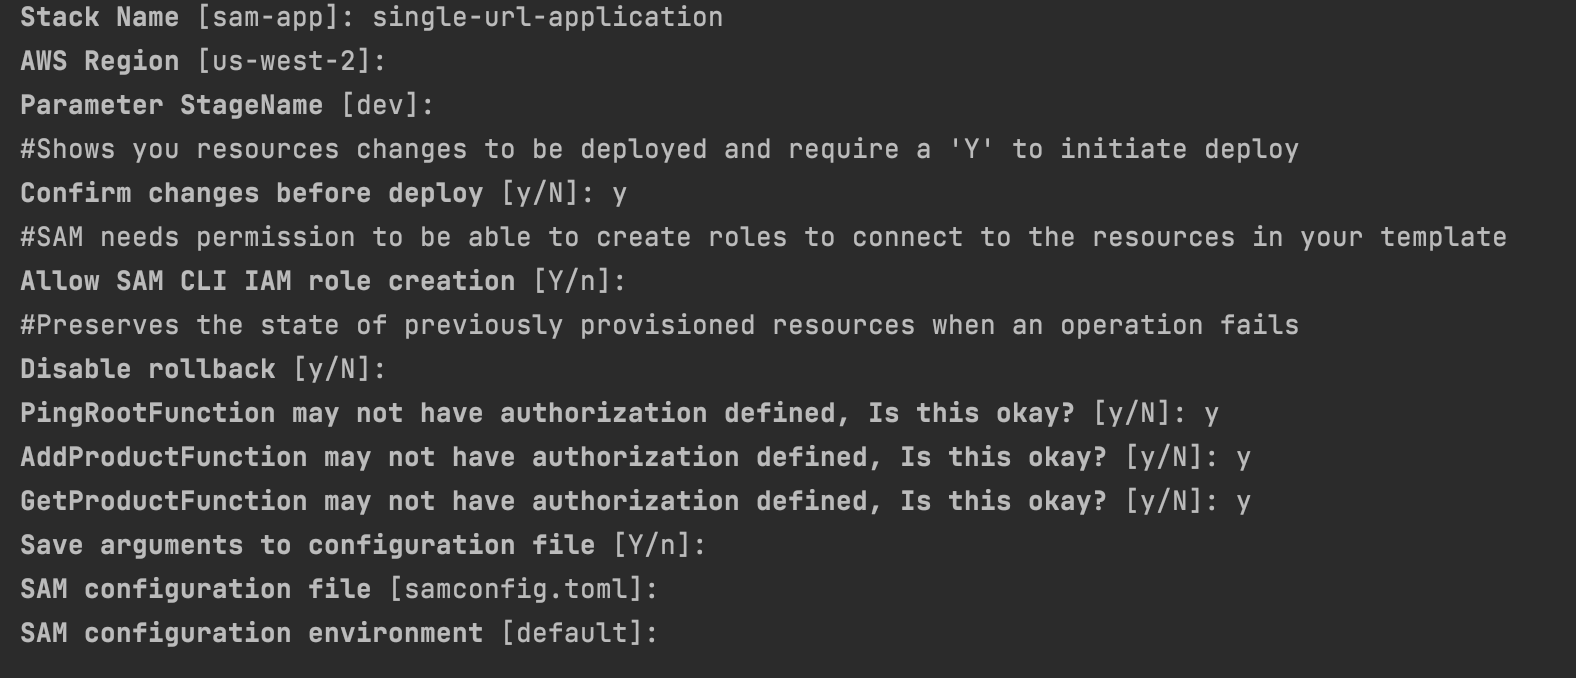 Stack Name [sam-app]: single-url-application
AWS Region [us-west-2]:
Parameter StageName [dev]:
#Shows you resources changes to be deployed and require a 'Y' to initiate deploy
Confirm changes before deploy [y/N]: y
#SAM needs permission to be able to create roles to connect to the resources in your template
Allow SAM CLI IAM role creation [Y/n]:
#Preserves the state of previously provisioned resources when an operation fails
Disable rollback [y/N]:
PingRootFunction may not have authorization defined, Is this okay? [y/N]: y
AddProductFunction may not have authorization defined, Is this okay? [y/N]: y
GetProductFunction may not have authorization defined, Is this okay? [y/N]: y
Save arguments to configuration file [Y/n]:
SAM configuration file [samconfig.toml]:
SAM configuration environment [default]: